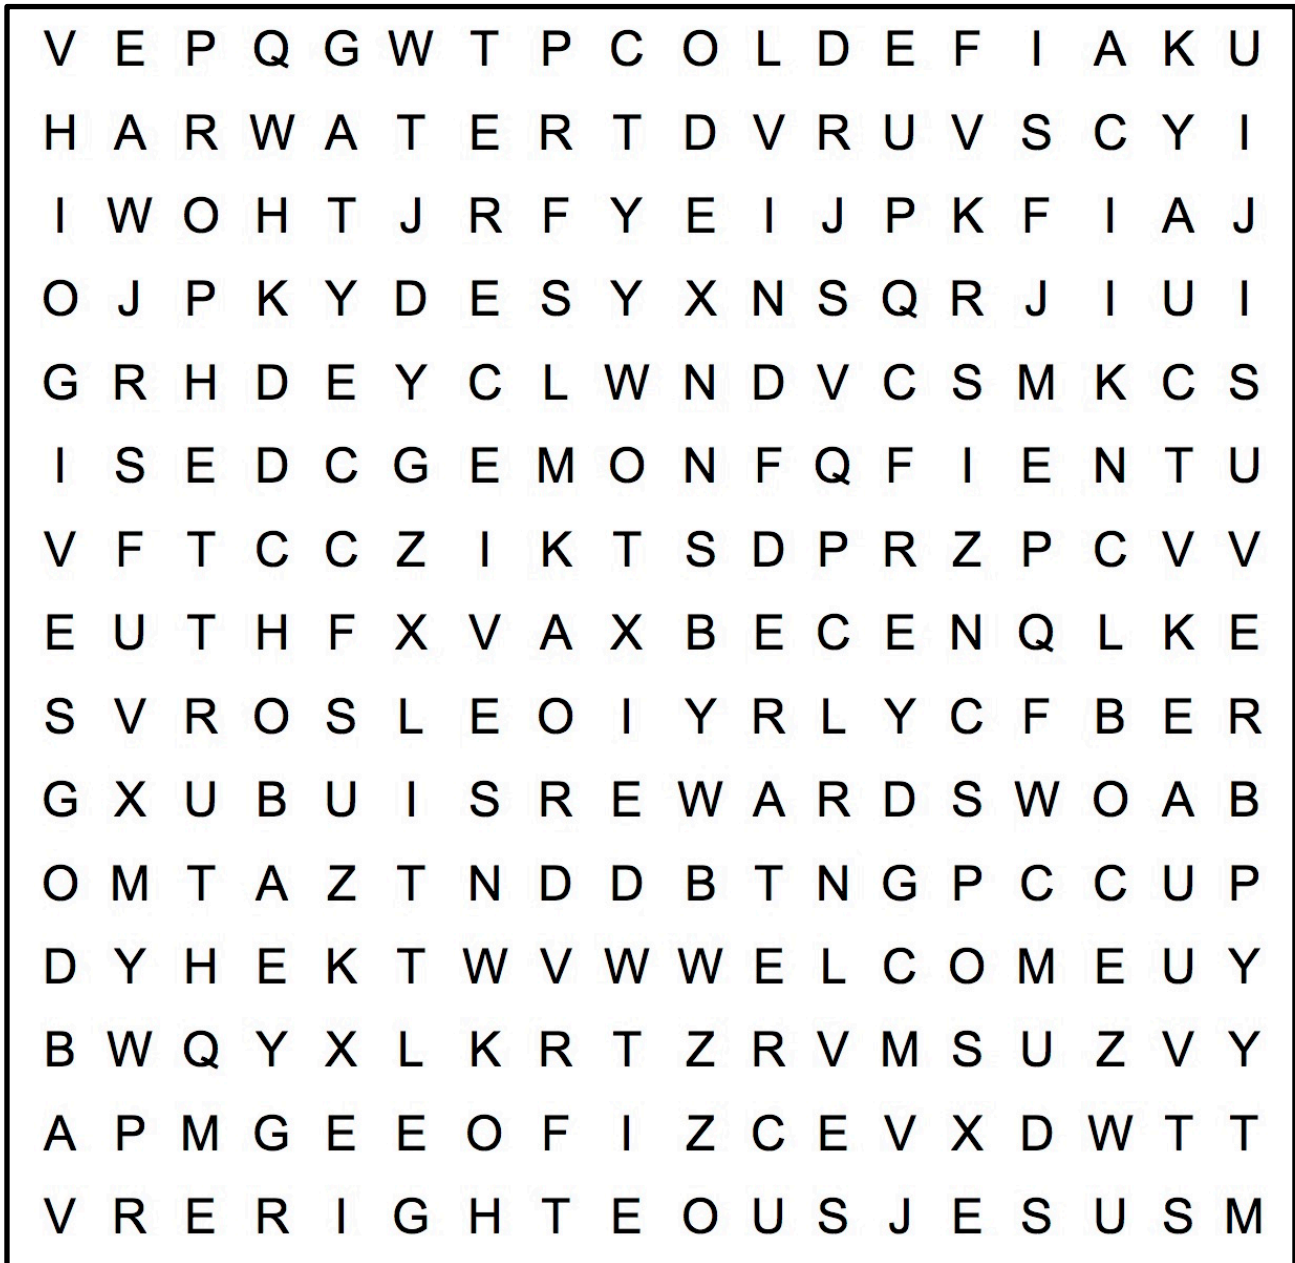 V E P Q G W T P C O L D E F I A K U
H A R W A T E R T D V R U V S C Y I
I W O H T J R F Y E I J P K F I A J
O J P K Y D E S Y X N S Q R J I U I
G R H D E Y C L W N D V C S M K C S
I S E D C G E M O N F Q F I E N T U
V F T C C Z I K T S D P R Z P C V V
E U T H F X V A X B E C E N Q L K E
S V R O S L E O I Y R L Y C F B E R
G X U B U I S R E W A R D S W O A B
O M T A Z T N D D B T N G P C C U P
D Y H E K T W V W W E L C O M E U Y
B W Q Y X L K R T Z R V M S U Z V Y
A P M G E E O F I Z C E V X D W T T
V R E R I G H T E O U S J E S U S M